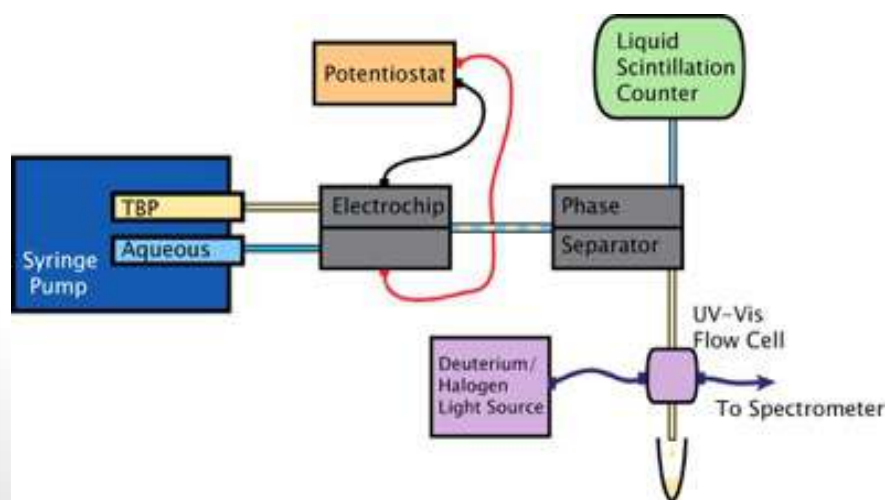 Potentiostat
Liquid
Scintillation
Counter
TBP
Aqueous
Syringe
Pump
Electrochip
Phase
Separator
UV-Vis
Flow Cell
Deuterium/
Halogen
Light Source
To Spectrometer